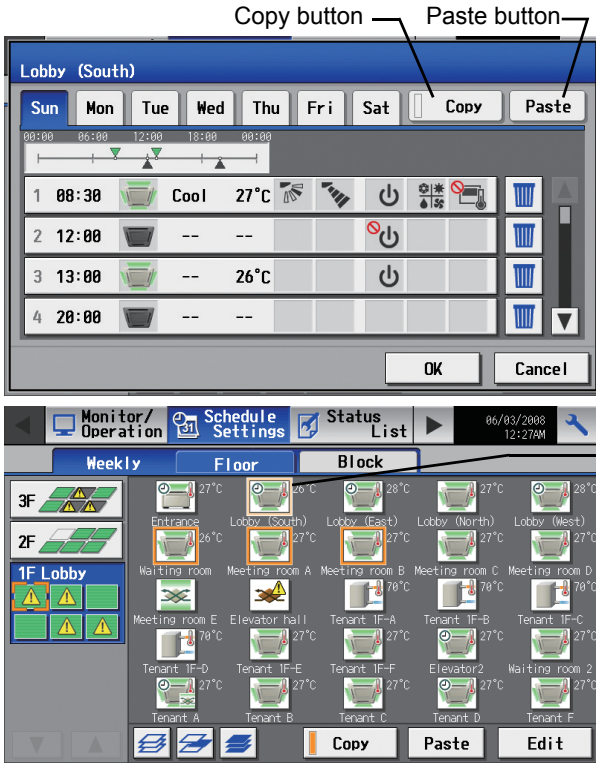 Copy button Paste button
Lobby (South)
Sun Mon Tue Wed Thu Fri Sat Copy Paste
00:00 06:00 12:00 18:00 00:00
1 08:30 Cool 27°C
2 12:00 -- --
3 13:00 -- 26°C
4 20:00 -- --
OK Cancel
Monitor/ Operation 31 Schedule Settings Status List 06/03/2008 12:27AM
Weekly Floor Block
3F
2F
1F Lobby
27°C 26°C 28°C 27°C 28°C
Entrance Lobby (South) Lobby (East) Lobby (North) Lobby (West)
26°C 27°C 27°C 27°C 27°C
Waiting room Meeting room A Meeting room B Meeting room C Meeting room D
70°C 70°C 70°C
Meeting room E Elevator hall Tenant 1F-A Tenant 1F-B Tenant 1F-C
70°C 27°C 27°C 27°C 27°C
Tenant 1F-D Tenant 1F-E Tenant 1F-F Elevator2 Waiting room 2
27°C 27°C 27°C 27°C 27°C
Tenant A Tenant B Tenant C Tenant D Tenant F
Copy Paste Edit